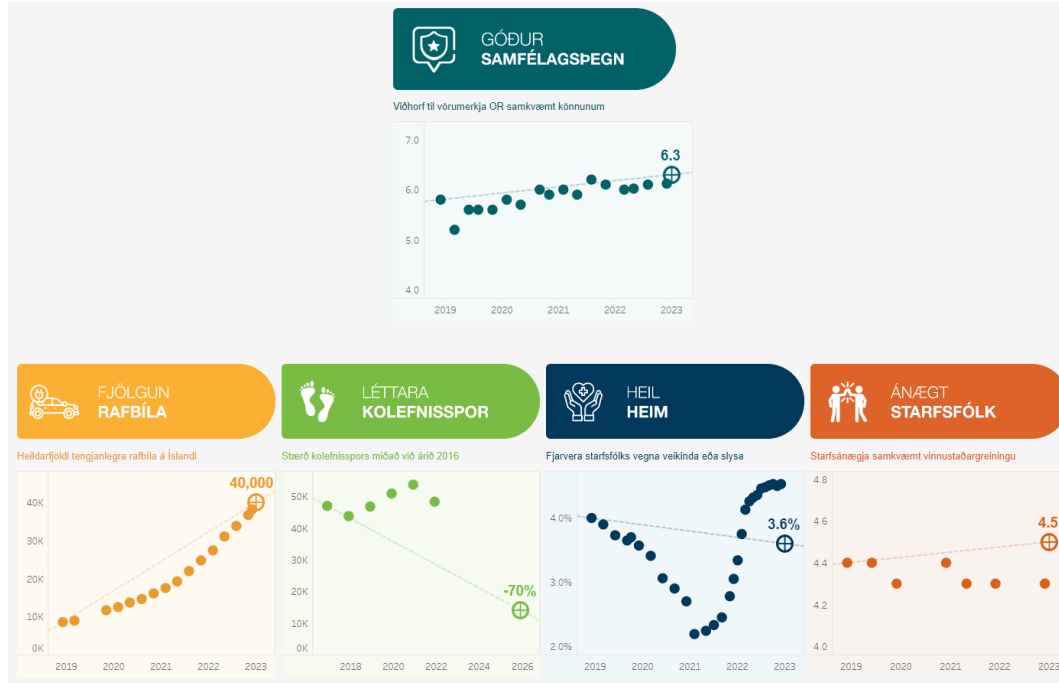 GÓÐUR
SAMFÉLAGSÞEGN
Viðhorf til vörumerkja OR samkvæmt könnunum
7.0
6.3
6.0
5.0
4.0
2019 2020 2021 2022 2023
FJÖLGUN
RAFBÍLA
Heildarfjöldi tengjanlegra rafbíla á Íslandi
40,000
40K
30K
20K
10K
0K
2019 2020 2021 2022 2023
LÉTTARA
KOLEFNISSPOR
Stærð kolefnisspors miðað við árið 2016
50K
40K
30K
20K
-70%
10K
0K
2018 2020 2022 2024 2026
HEIL
HEIM
Fjarvera starfsfólks vegna veikinda eða slysa
4.0%
3.6%
3.0%
2.0%
2019 2020 2021 2022 2023
ÁNÆGT
STARFSFÓLK
Starfsánægja samkvæmt vinnustaðargreiningu
4.8
4.6
4.5
4.4
4.2
4.0
2019 2020 2021 2022 2023